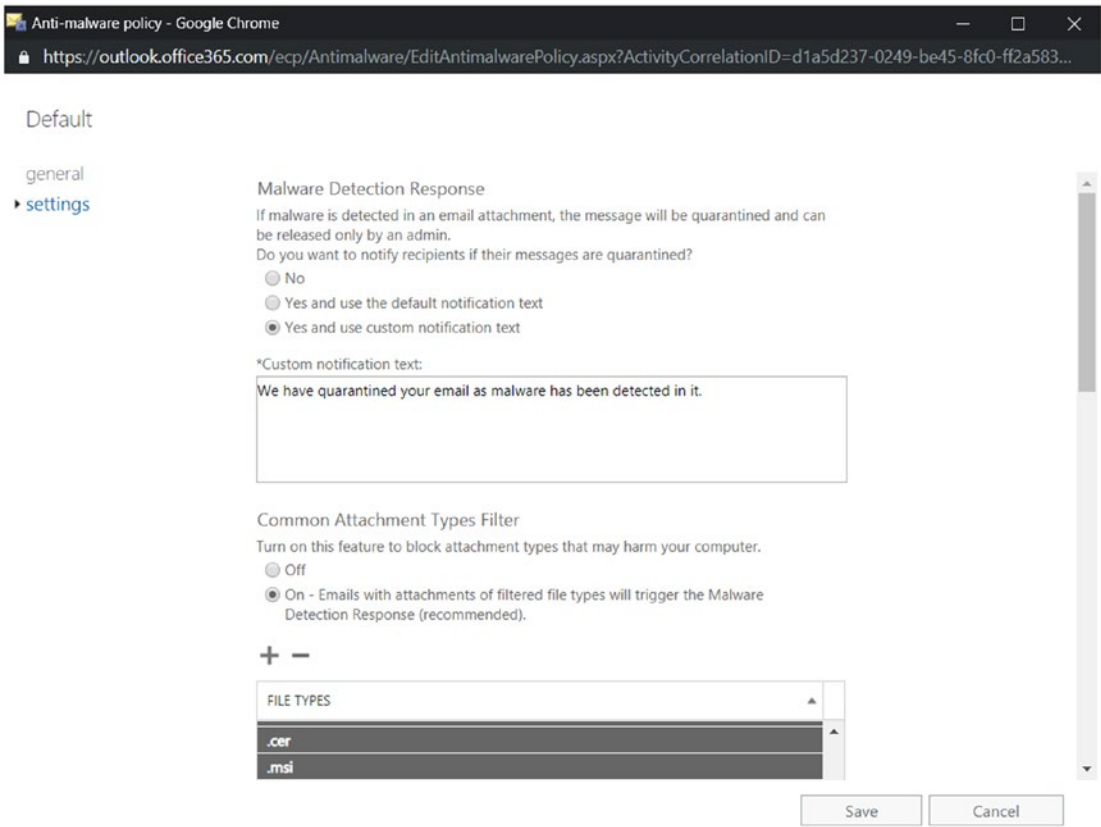 Anti-malware policy - Google Chrome
https://outlook.office365.com/ecp/Antimalware/EditAntimalwarePolicy.aspx?ActivityCorrelationID=d1a5d237-0249-be45-8fc0-ff2a583...
Default
general
settings
Malware Detection Response
If malware is detected in an email attachment, the message will be quarantined and can
be released only by an admin.
Do you want to notify recipients if their messages are quarantined?
No
Yes and use the default notification text
Yes and use custom notification text
*Custom notification text:
We have quarantined your email as malware has been detected in it.
Common Attachment Types Filter
Turn on this feature to block attachment types that may harm your computer.
Off
On - Emails with attachments of filtered file types will trigger the Malware
Detection Response (recommended).
FILE TYPES
.cer
.msi
Save Cancel